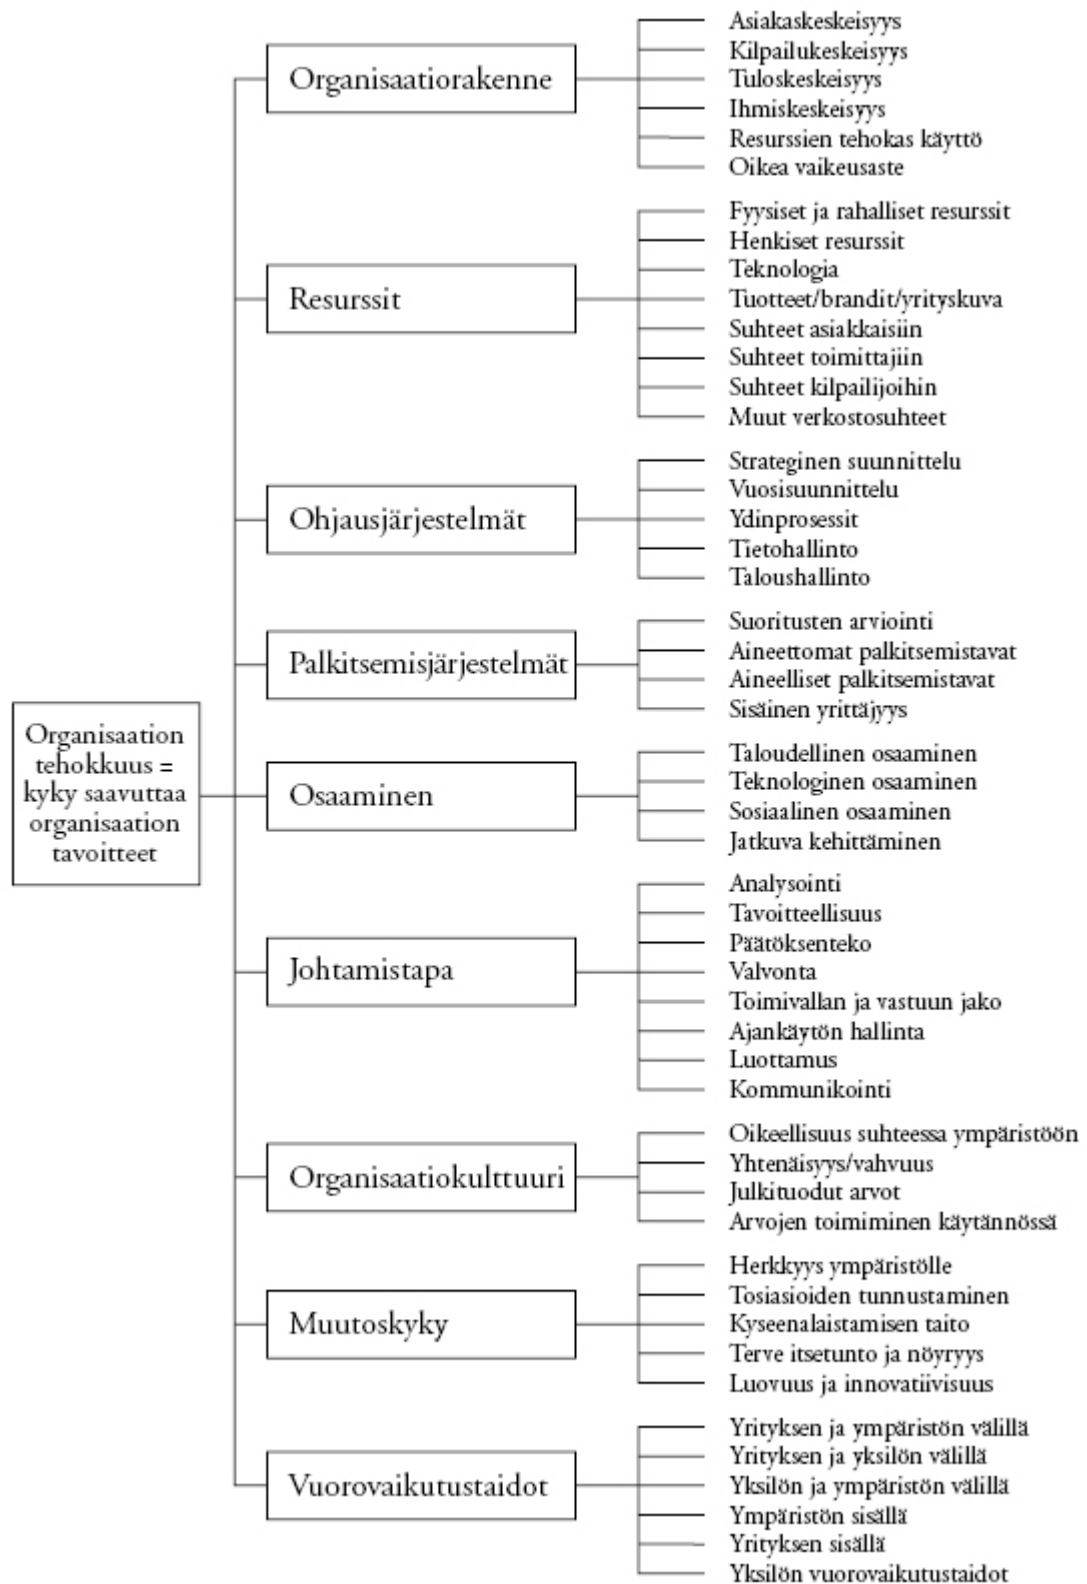 Organisaation
tehokkuus =
kyky saavuttaa
organisaation
tavoitteet
Organisaatiorakenne
Asiakaskeskeisyys
Kilpailukeskeisyys
Tuloskeskeisyys
Ihmiskeskeisyys
Resurssien tehokas käyttö
Oikea vaikeusaste
Resurssit
Fyysiset ja rahalliset resurssit
Henkiset resurssit
Teknologia
Tuotteet/brandit/yrityskuva
Suhteet asiakkaisiin
Suhteet toimittajiin
Suhteet kilpailijoihin
Muut verkostosuhteet
Ohjausjärjestelmät
Strateginen suunnittelu
Vuosisuunnittelu
Ydinprosessit
Tietohallinto
Taloushallinto
Palkitsemisjärjestelmät
Suoritusten arviointi
Aineettomat palkitsemistavat
Aineelliset palkitsemistavat
Sisäinen yrittäjyys
Osaaminen
Taloudellinen osaaminen
Teknologinen osaaminen
Sosiaalinen osaaminen
Jatkuva kehittäminen
Johtamistapa
Analysointi
Tavoitteellisuus
Päätöksenteko
Valvonta
Toimivallan ja vastuun jako
Ajankäytön hallinta
Luottamus
Kommunikointi
Organisaatiokulttuuri
Oikeellisuus suhteessa ympäristöön
Yhtenäisyys/vahvuus
Julkituodut arvot
Arvojen toimiminen käytännössä
Muutoskyky
Herkkyys ympäristölle
Tosiasioiden tunnustaminen
Kyseenalaistamisen taito
Terve itsetunto ja nöyryys
Luovuus ja innovatiivisuus
Vuorovaikutustaidot
Yrityksen ja ympäristön välillä
Yrityksen ja yksilön välillä
Yksilön ja ympäristön välillä
Ympäristön sisällä
Yrityksen sisällä
Yksilön vuorovaikutustaidot